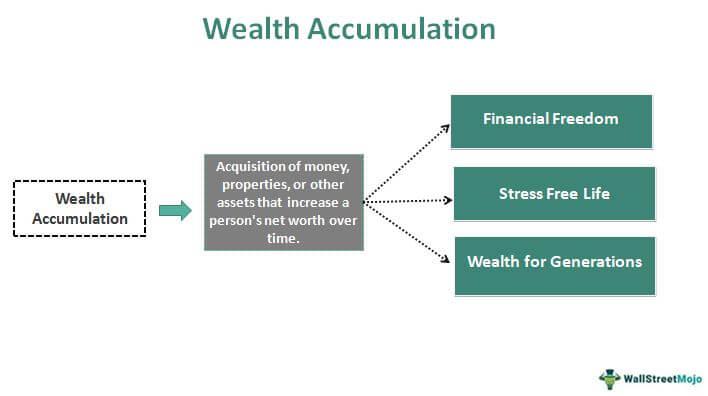 Wealth Accumulation
Wealth
Accumulation
Acquisition of money,
properties, or other
assets that increase a
person's net worth over
time.
Financial Freedom
Stress Free Life
Wealth for Generations
WallStreetMojo